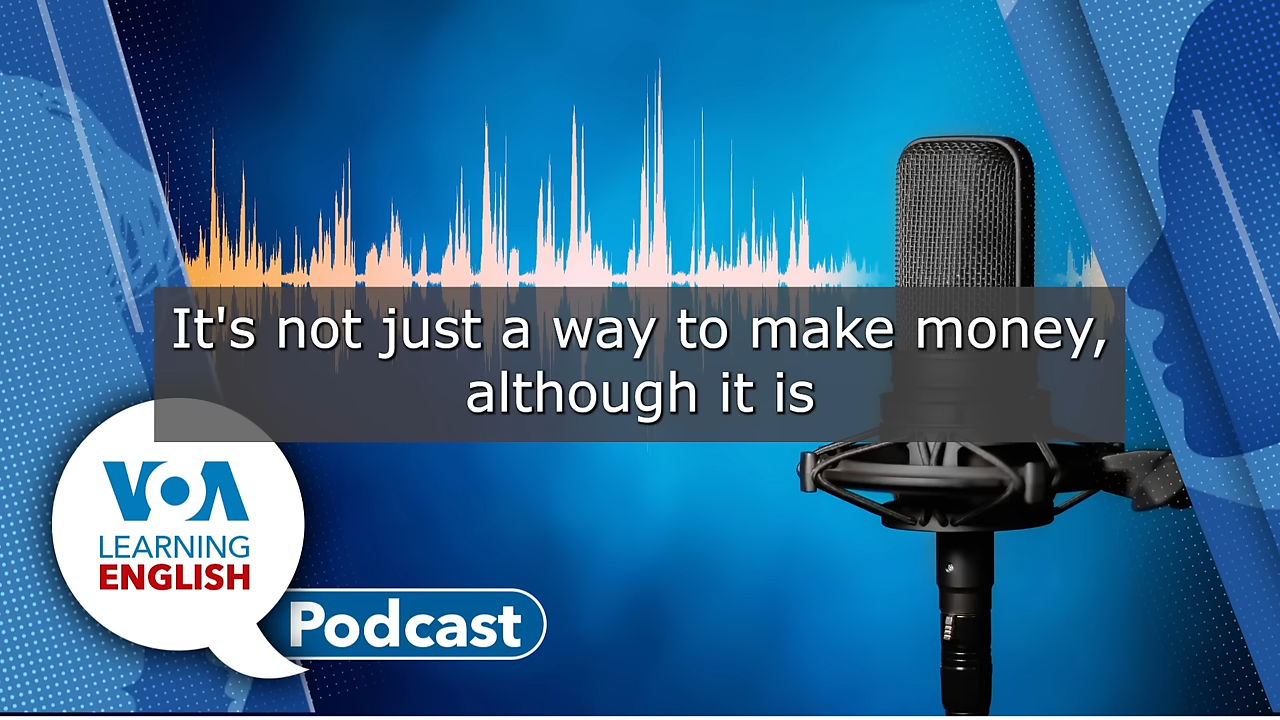 It's not just a way to make money,
although it is
VOA
LEARNING
ENGLISH
Podcast